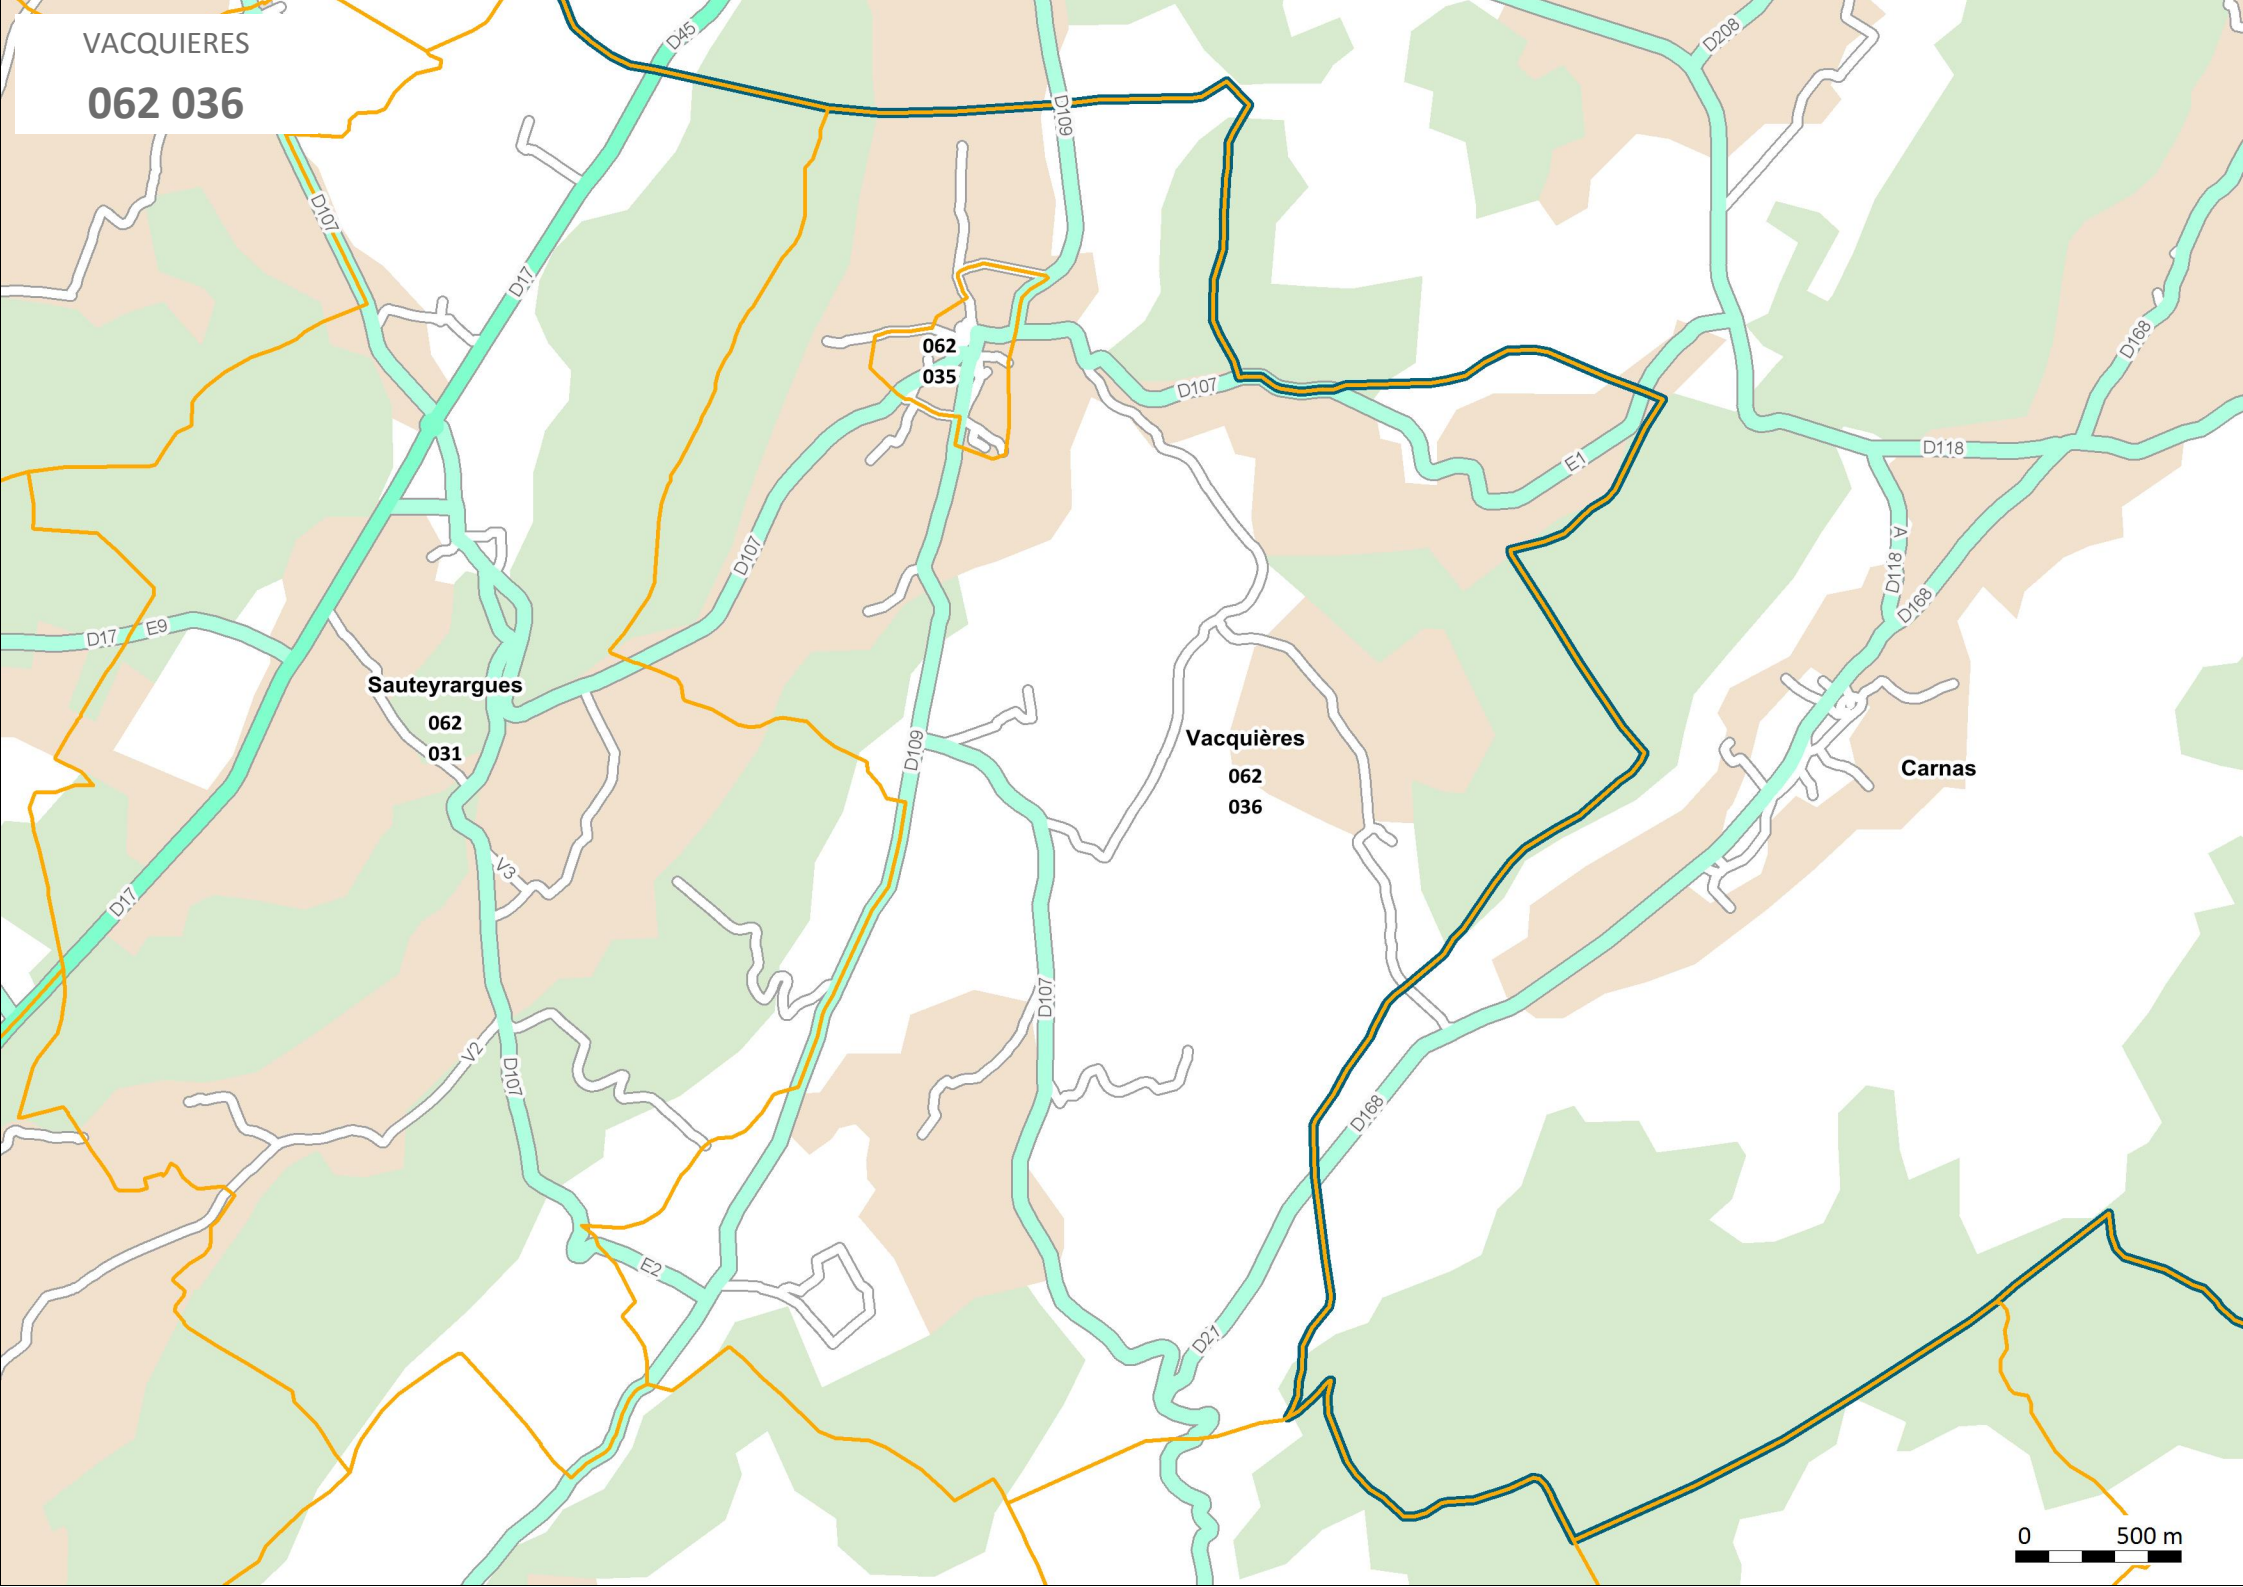 VACQUIERES
062 036
D45
D208
D109
D107
D17
D168
062
035
D107
D118
E1
D107
D118 A
D168
D17
E9
Sauteyrargues
062
031
D109
Vacquières
062
036
Carnas
V3
D17
D107
V2
D107
D168
E2
D21
0 500 m